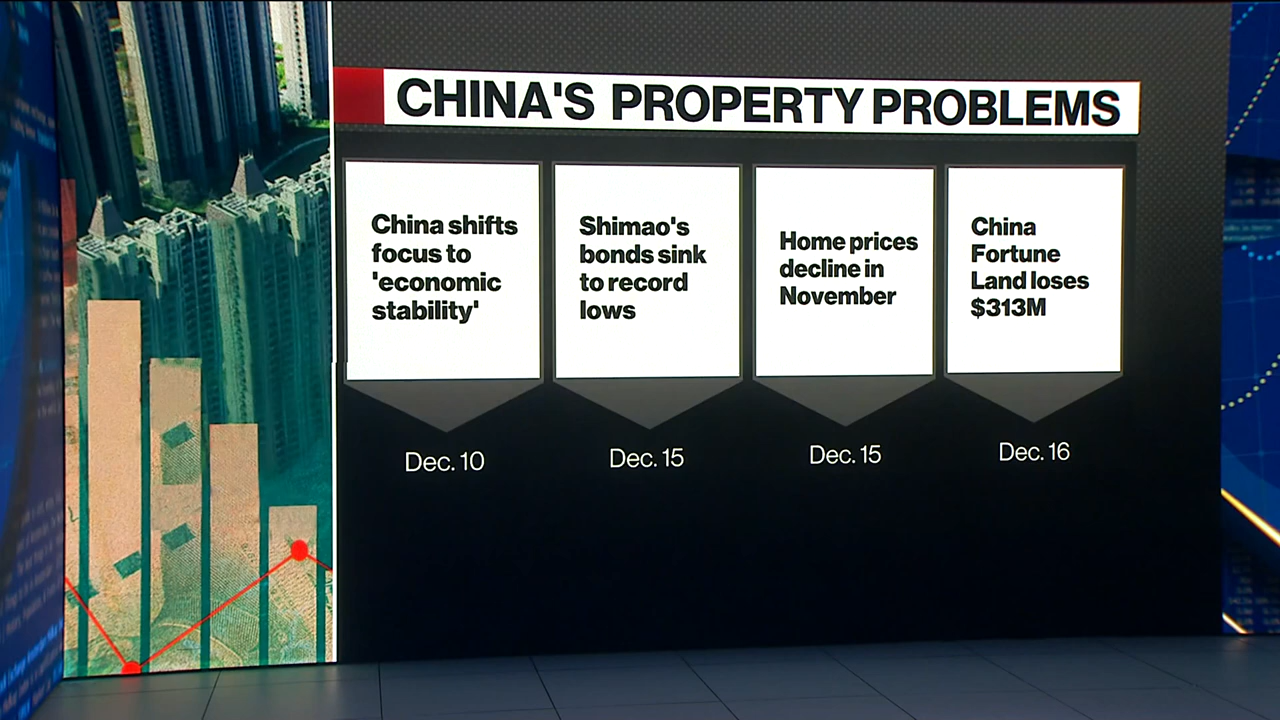 CHINA'S PROPERTY PROBLEMS
China shifts
focus to
'economic
stability'
Shimao's
bonds sink
to record
lows
Home prices
decline in
November
China
Fortune
Land loses
$313M
Dec. 10
Dec. 15
Dec. 15
Dec. 16